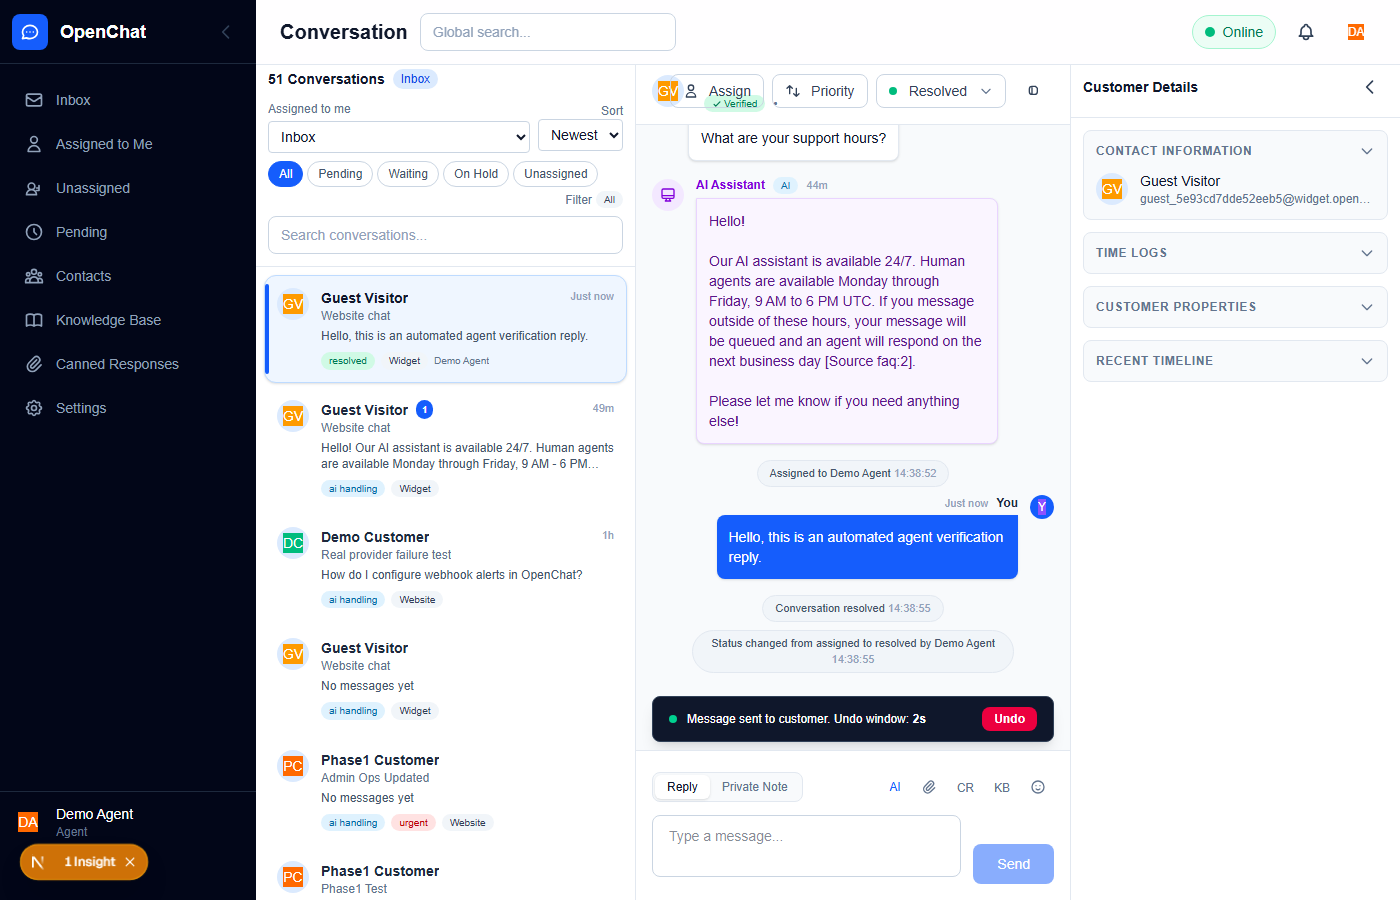 OpenChat
Inbox
Assigned to Me
Unassigned
Pending
Contacts
Knowledge Base
Canned Responses
Settings
DA
Demo Agent
Agent
1 Insight
Conversation
Global search...
Online
DA
51 Conversations
Inbox
Assigned to me
Sort
Inbox
Newest
All
Pending
Waiting
On Hold
Unassigned
Filter
All
Search conversations...
GV
Guest Visitor
Just now
Website chat
Hello, this is an automated agent verification reply.
resolved
Widget
Demo Agent
GV
Guest Visitor
1
49m
Website chat
Hello! Our AI assistant is available 24/7. Human agents
are available Monday through Friday, 9 AM - 6 PM...
ai handling
Widget
DC
Demo Customer
1h
Real provider failure test
How do I configure webhook alerts in OpenChat?
ai handling
Website
GV
Guest Visitor
Website chat
No messages yet
ai handling
Widget
PC
Phase1 Customer
Admin Ops Updated
No messages yet
ai handling
urgent
Website
PC
Phase1 Customer
Phase1 Test
GV
Assign
Verified
Priority
Resolved
What are your support hours?
AI Assistant
AI
44m
Hello!
Our AI assistant is available 24/7. Human
agents are available Monday through
Friday, 9 AM to 6 PM UTC. If you message
outside of these hours, your message will
be queued and an agent will respond on the
next business day [Source faq:2].
Please let me know if you need anything
else!
Assigned to Demo Agent 14:38:52
Just now
You
Y
Hello, this is an automated agent verification
reply.
Conversation resolved 14:38:55
Status changed from assigned to resolved by Demo Agent
14:38:55
Message sent to customer. Undo window: 2s
Undo
Reply
Private Note
AI
CR
KB
Type a message...
Send
Customer Details
CONTACT INFORMATION
GV
Guest Visitor
guest_5e93cd7dde52eeb5@widget.open...
TIME LOGS
CUSTOMER PROPERTIES
RECENT TIMELINE